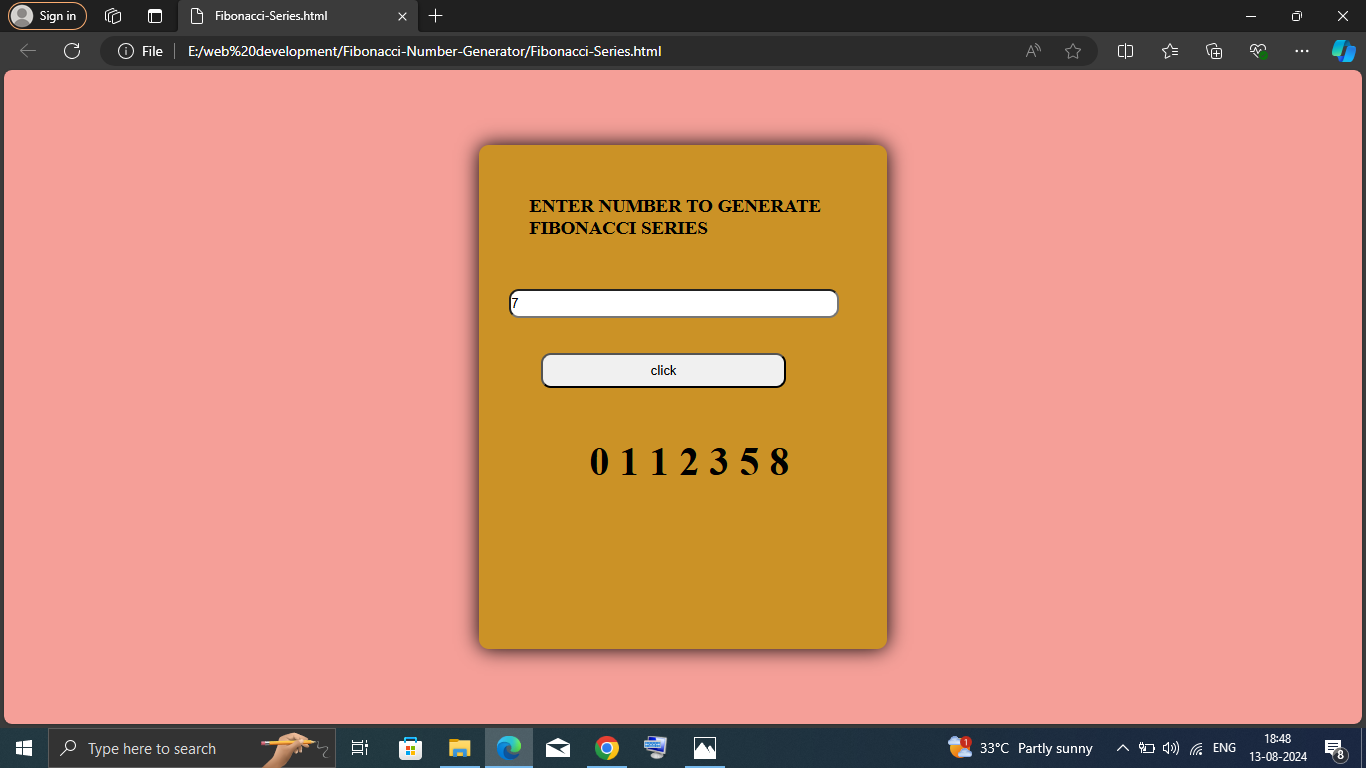 Sign in
Fibonacci-Series.html
File
E:/web%20development/Fibonacci-Number-Generator/Fibonacci-Series.html
ENTER NUMBER TO GENERATE
FIBONACCI SERIES
7
click
0 1 1 2 3 5 8
Type here to search
1
33°C Partly sunny
ENG
18:48
13-08-2024
8